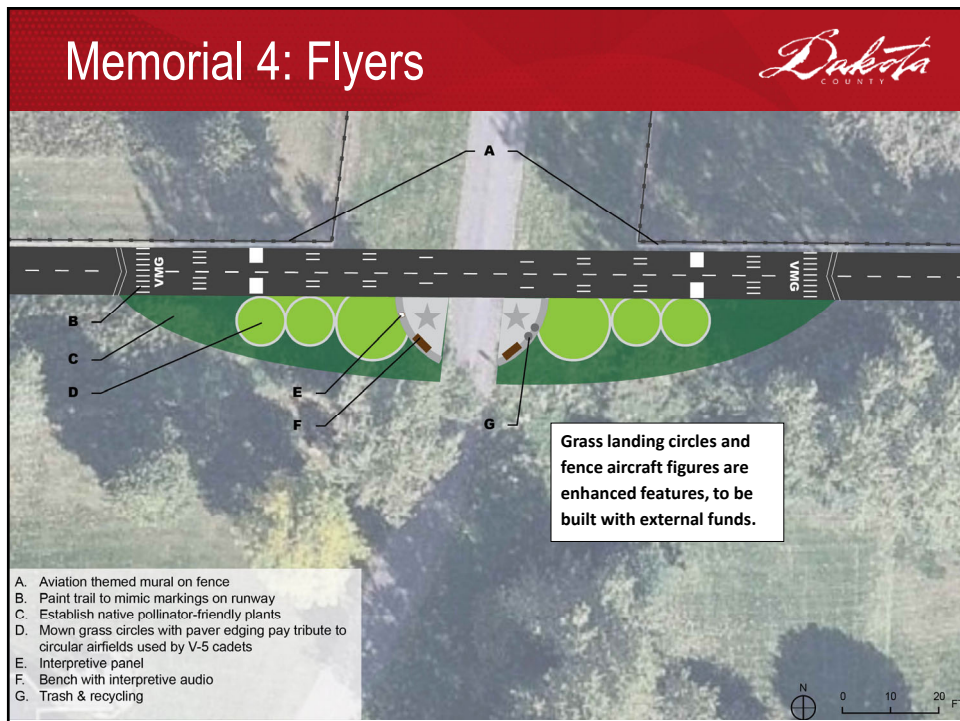 Memorial 4: Flyers
Dakota
COUNTY
A
VMG
VMG
B
C
D
E
F
G
Grass landing circles and
fence aircraft figures are
enhanced features, to be
built with external funds.
A. Aviation themed mural on fence
B. Paint trail to mimic markings on runway
C. Establish native pollinator-friendly plants
D. Mown grass circles with paver edging pay tribute to
circular airfields used by V-5 cadets
E. Interpretive panel
F. Bench with interpretive audio
G. Trash & recycling
N
0 10 20 F